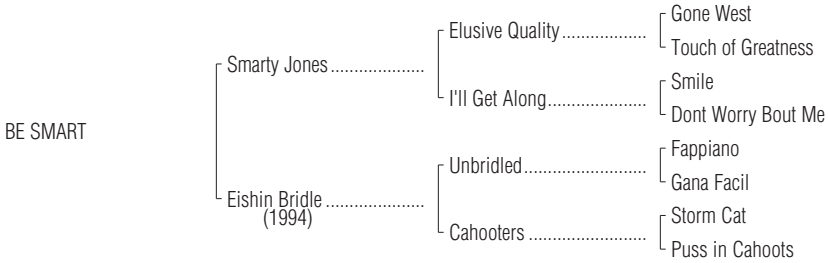 Gone West
Elusive Quality..................
Touch of Greatness
Smarty Jones....................
Smile
I'll Get Along.....................
Dont Worry Bout Me
BE SMART
Fappiano
Unbridled..........................
Gana Facil
Eishin Bridle.....................
(1994)
Storm Cat
Cahooters.........................
Puss in Cahoots